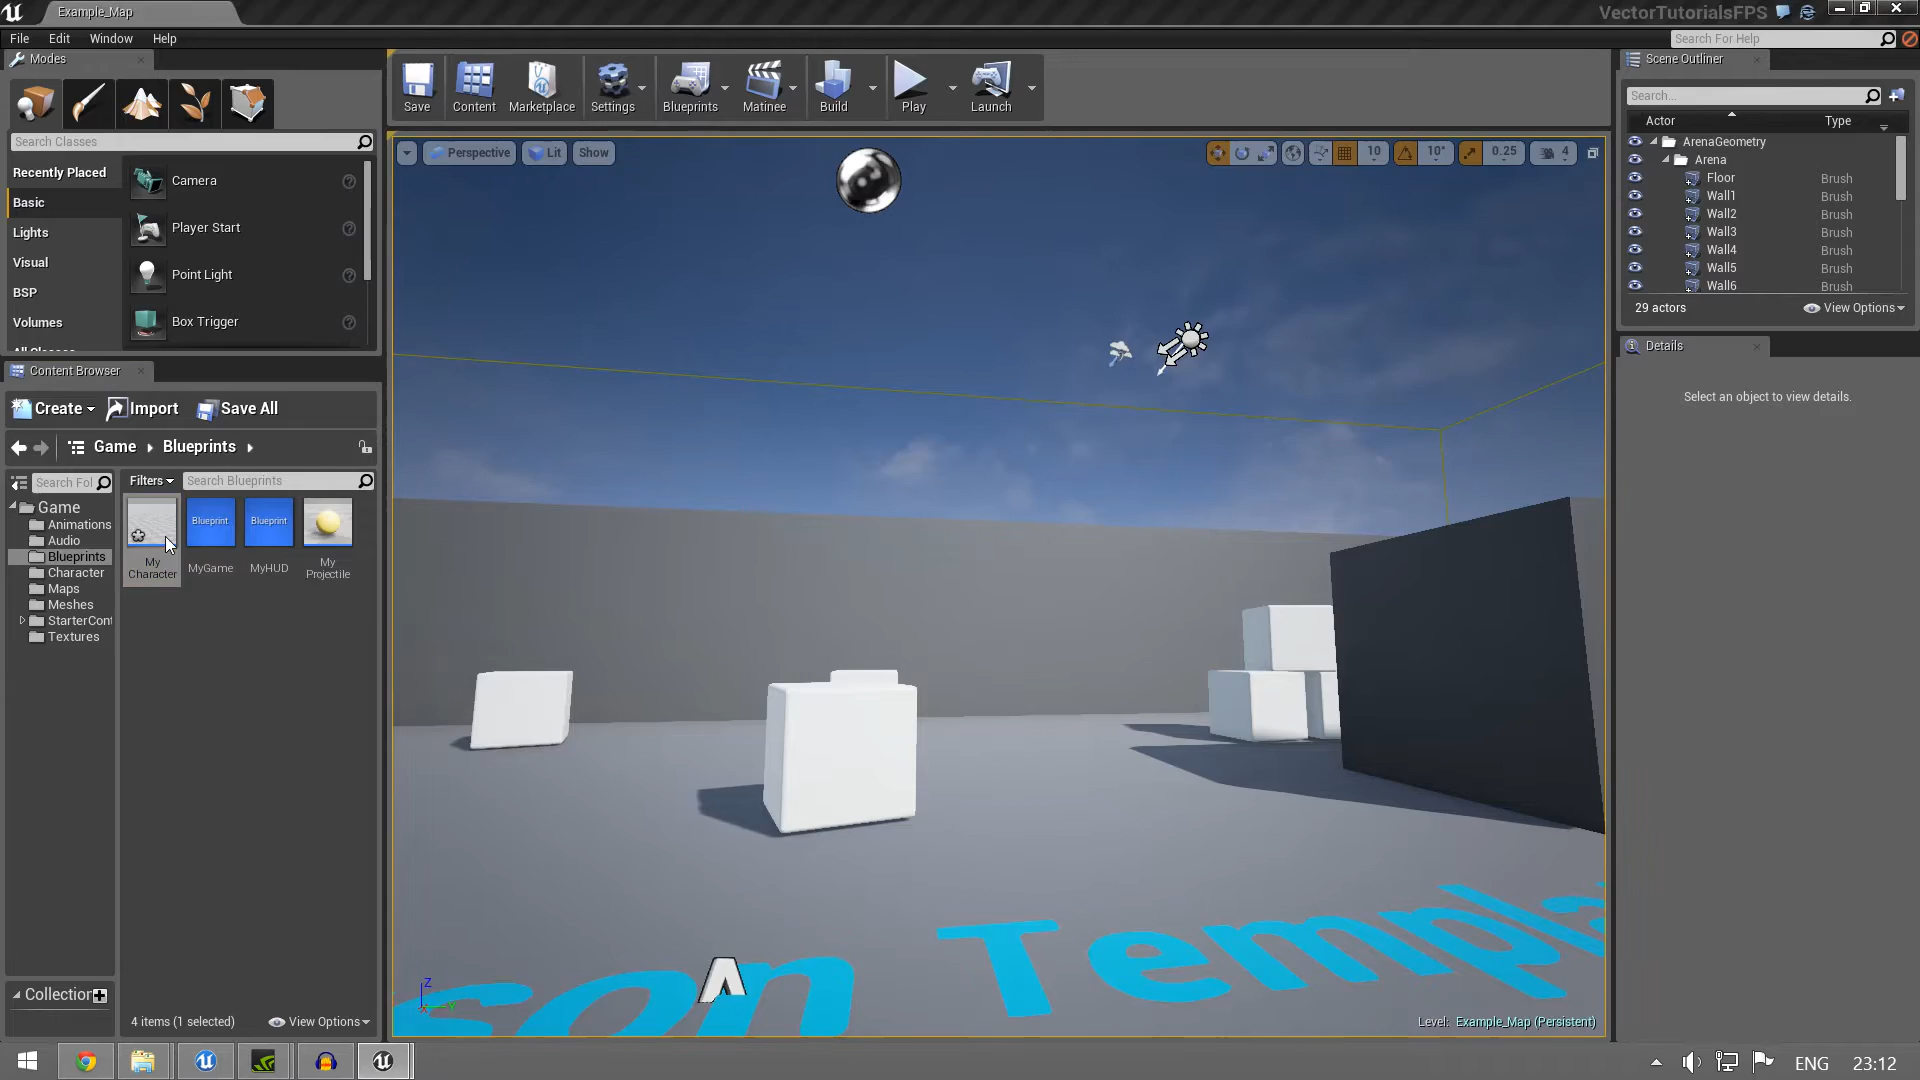 Example_Map
VectorTutorialsFPS
File Edit Window Help
Search For Help
Modes
Scene Outliner
Save Content Marketplace Settings Blueprints Matinee Build Play Launch
Search...
Search Classes
Actor Type
Perspective Lit Show
10 10° 0.25 4
ArenaGeometry
Arena
Floor Brush
Wall1 Brush
Wall2 Brush
Wall3 Brush
Wall4 Brush
Wall5 Brush
Wall6 Brush
29 actors View Options
Recently Placed
Basic
Lights
Visual
BSP
Volumes
Camera
Player Start
Point Light
Box Trigger
Details
Select an object to view details.
Content Browser
Create Import Save All
Game Blueprints
Search Fol
Filters Search Blueprints
Game
Animations
Audio
Blueprints
Character
Maps
Meshes
StarterCont
Textures
Blueprint Blueprint
My Character
MyGame
MyHUD
My Projectile
Collection
4 items (1 selected) View Options
son Templa
Z
Y
X
Level: Example_Map (Persistent)
ENG 23:12